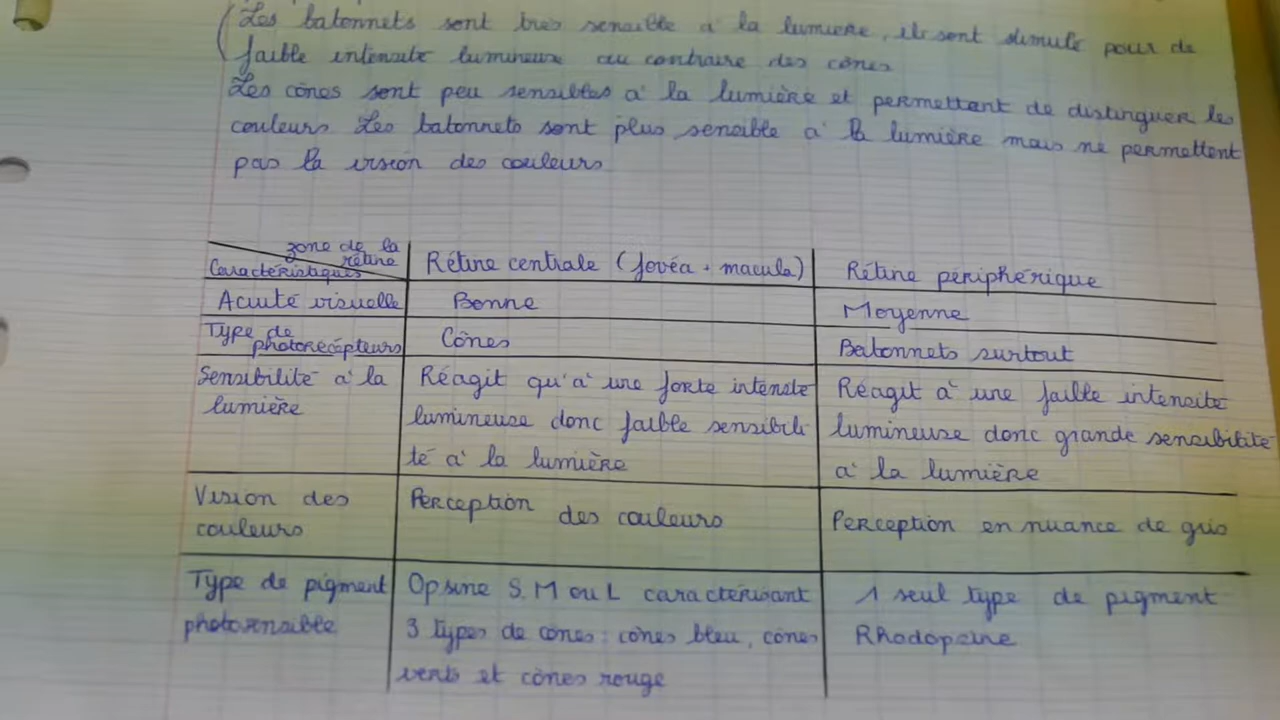 Les batonnets sont tres sensible à la lumière, ils sont stimulé pour de
faible intensité lumineuse au contraire des cônes
Les cônes sont peu sensibles à la lumière et permettent de distinguer les
couleurs Les batonnets sont plus sensible à la lumière mais ne permettent
pas la vision des couleurs
zone de la rétine
Caractéristiques
Rétine centrale (fovéa + macula)
Rétine périphérique
Acuité visuelle
Bonne
Moyenne
Type de
photorécepteurs
Cônes
Batonnets surtout
Sensibilité à la
lumière
Réagit qu'à une forte intensité
lumineuse donc faible sensibili
té à la lumière
Réagit à une faible intensité
lumineuse donc grande sensibilité
à la lumière
Vision des
couleurs
Perception des couleurs
Perception en nuance de gris
Type de pigment
photosensible
Opsine S, M ou L caractérisant
3 types de cônes : cônes bleu, cônes
verts et cônes rouge
1 seul type de pigment
Rhodopsine